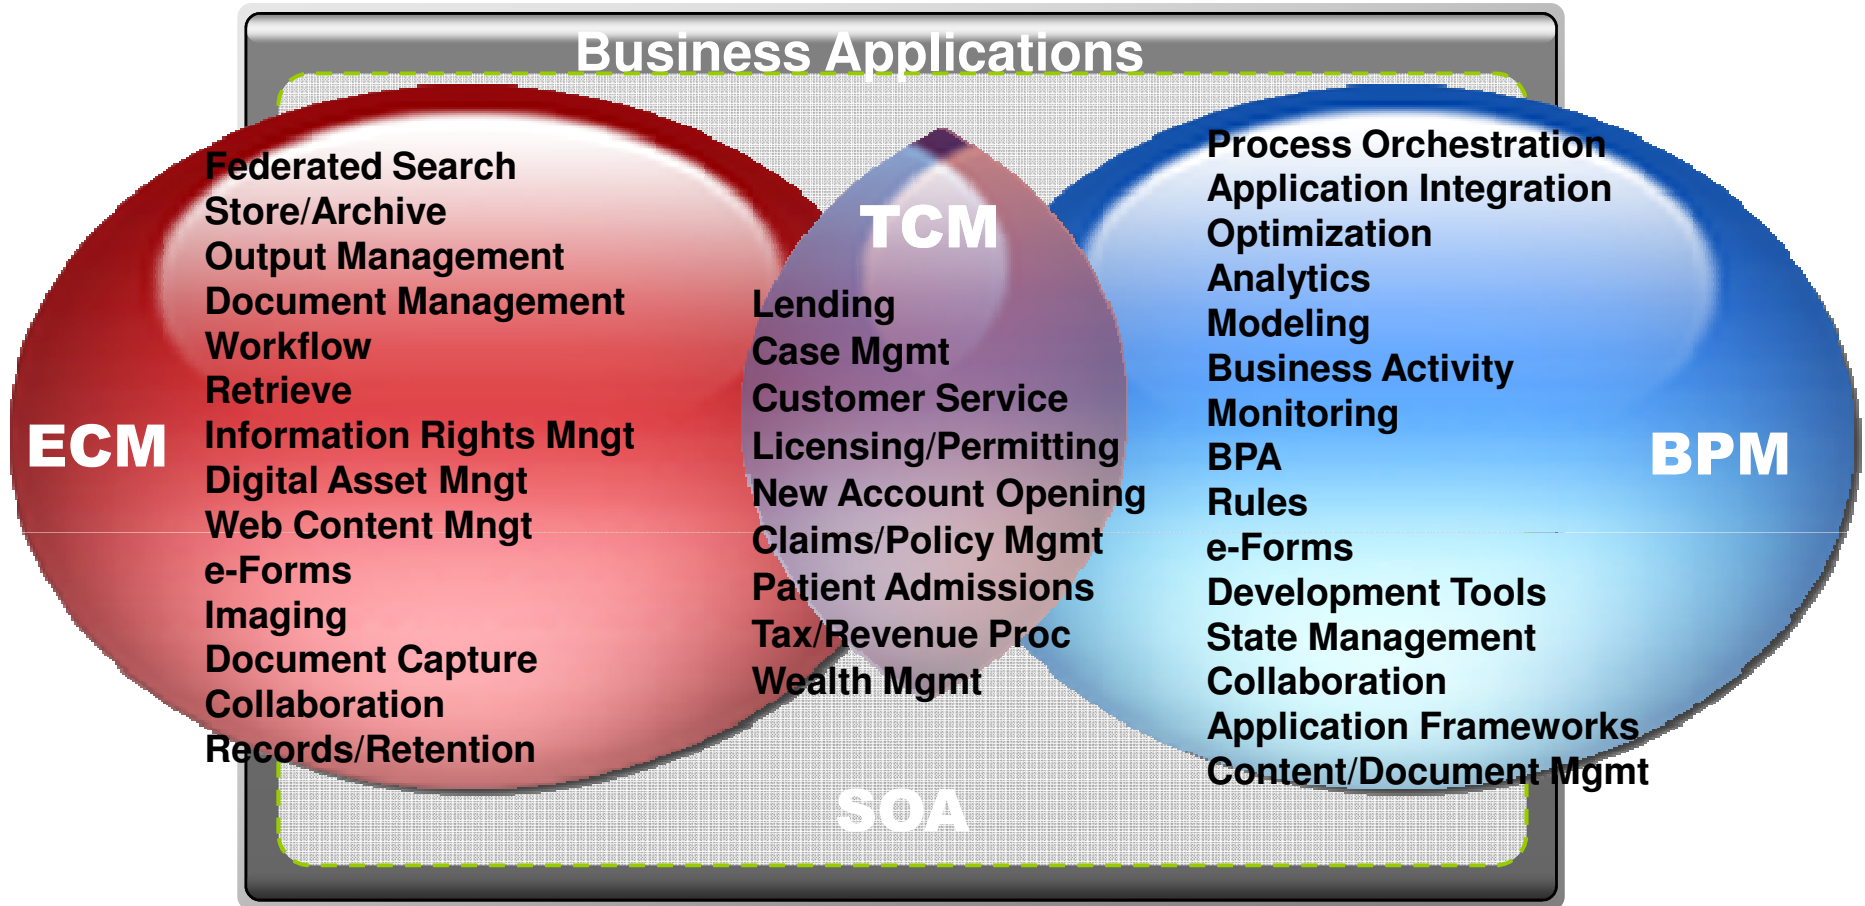 Business Applications
ECM
Federated Search
Store/Archive
Output Management
Document Management
Workflow
Retrieve
Information Rights Mngt
Digital Asset Mngt
Web Content Mngt
e-Forms
Imaging
Document Capture
Collaboration
Records/Retention
TCM
Lending
Case Mgmt
Customer Service
Licensing/Permitting
New Account Opening
Claims/Policy Mgmt
Patient Admissions
Tax/Revenue Proc
Wealth Mgmt
Process Orchestration
Application Integration
Optimization
Analytics
Modeling
Business Activity
Monitoring
BPA
Rules
e-Forms
Development Tools
State Management
Collaboration
Application Frameworks
Content/Document Mgmt
BPM
SOA